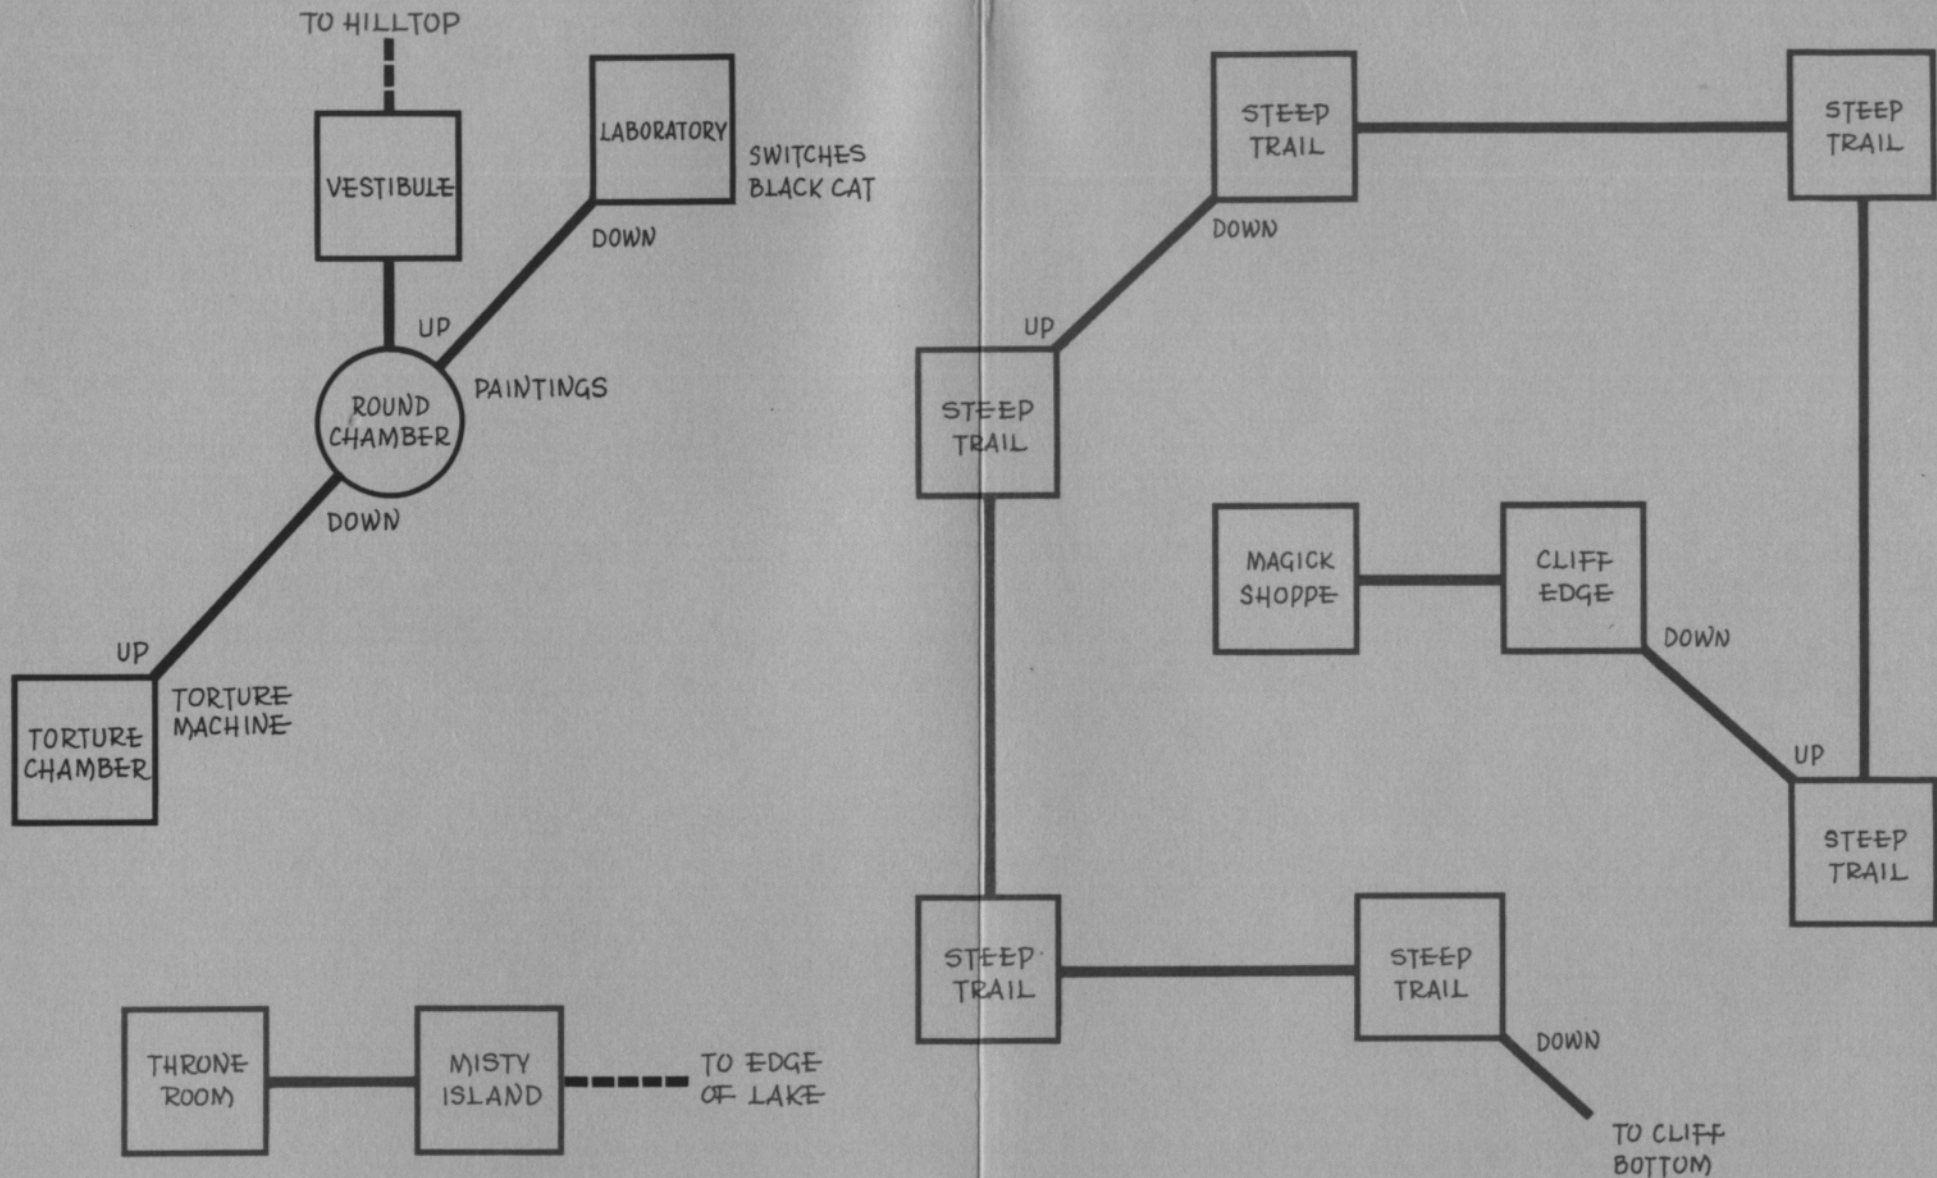 TO HILLTOP
VESTIBULE
LABORATORY
SWITCHES
BLACK CAT
DOWN
UP
PAINTINGS
ROUND
CHAMBER
DOWN
UP
TORTURE
MACHINE
TORTURE
CHAMBER
THRONE
ROOM
MISTY
ISLAND
TO EDGE
OF LAKE
STEEP
TRAIL
STEEP
TRAIL
DOWN
UP
STEEP
TRAIL
MAGICK
SHOPPE
CLIFF
EDGE
DOWN
UP
STEEP
TRAIL
STEEP
TRAIL
STEEP
TRAIL
DOWN
TO CLIFF
BOTTOM